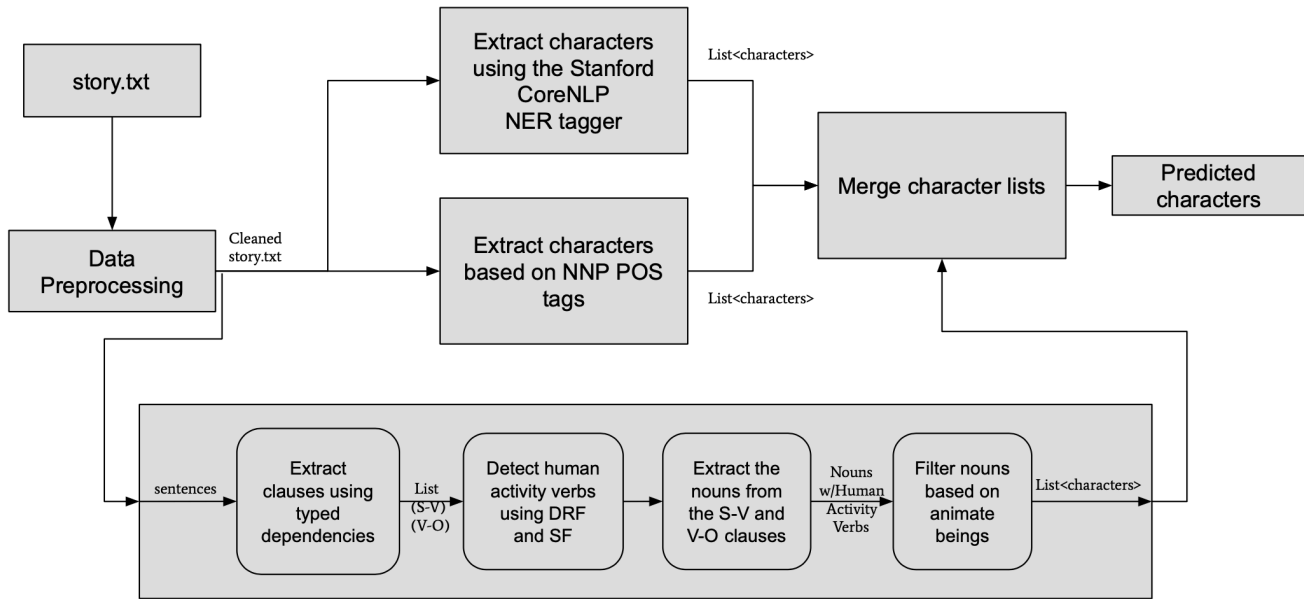 story.txt
Data
Preprocessing
Cleaned
story.txt
Extract characters
using the Stanford
CoreNLP
NER tagger
List<characters>
Extract characters
based on NNP POS
tags
List<characters>
Merge character lists
Predicted
characters
sentences
Extract
clauses using
typed
dependencies
List
(S-V)
(V-O)
Detect human
activity verbs
using DRF
and SF
Extract the
nouns from
the S-V and
V-O clauses
Nouns
w/Human
Activity
Verbs
Filter nouns
based on
animate
beings
List<characters>